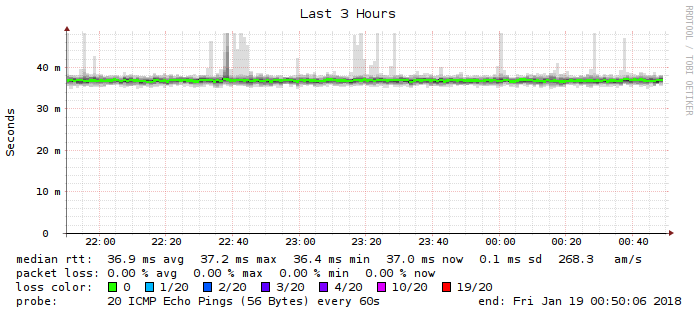 Last 3 Hours
RRDTOOL / TOBI OETIKER
Seconds
40 m
30 m
20 m
10 m
0
22:00 22:20 22:40 23:00 23:20 23:40 00:00 00:20 00:40
median rtt: 36.9 ms avg 37.2 ms max 36.4 ms min 37.0 ms now 0.1 ms sd 268.3 am/s
packet loss: 0.00 % avg 0.00 % max 0.00 % min 0.00 % now
loss color: 0 1/20 2/20 3/20 4/20 10/20 19/20
probe: 20 ICMP Echo Pings (56 Bytes) every 60s end: Fri Jan 19 00:50:06 2018